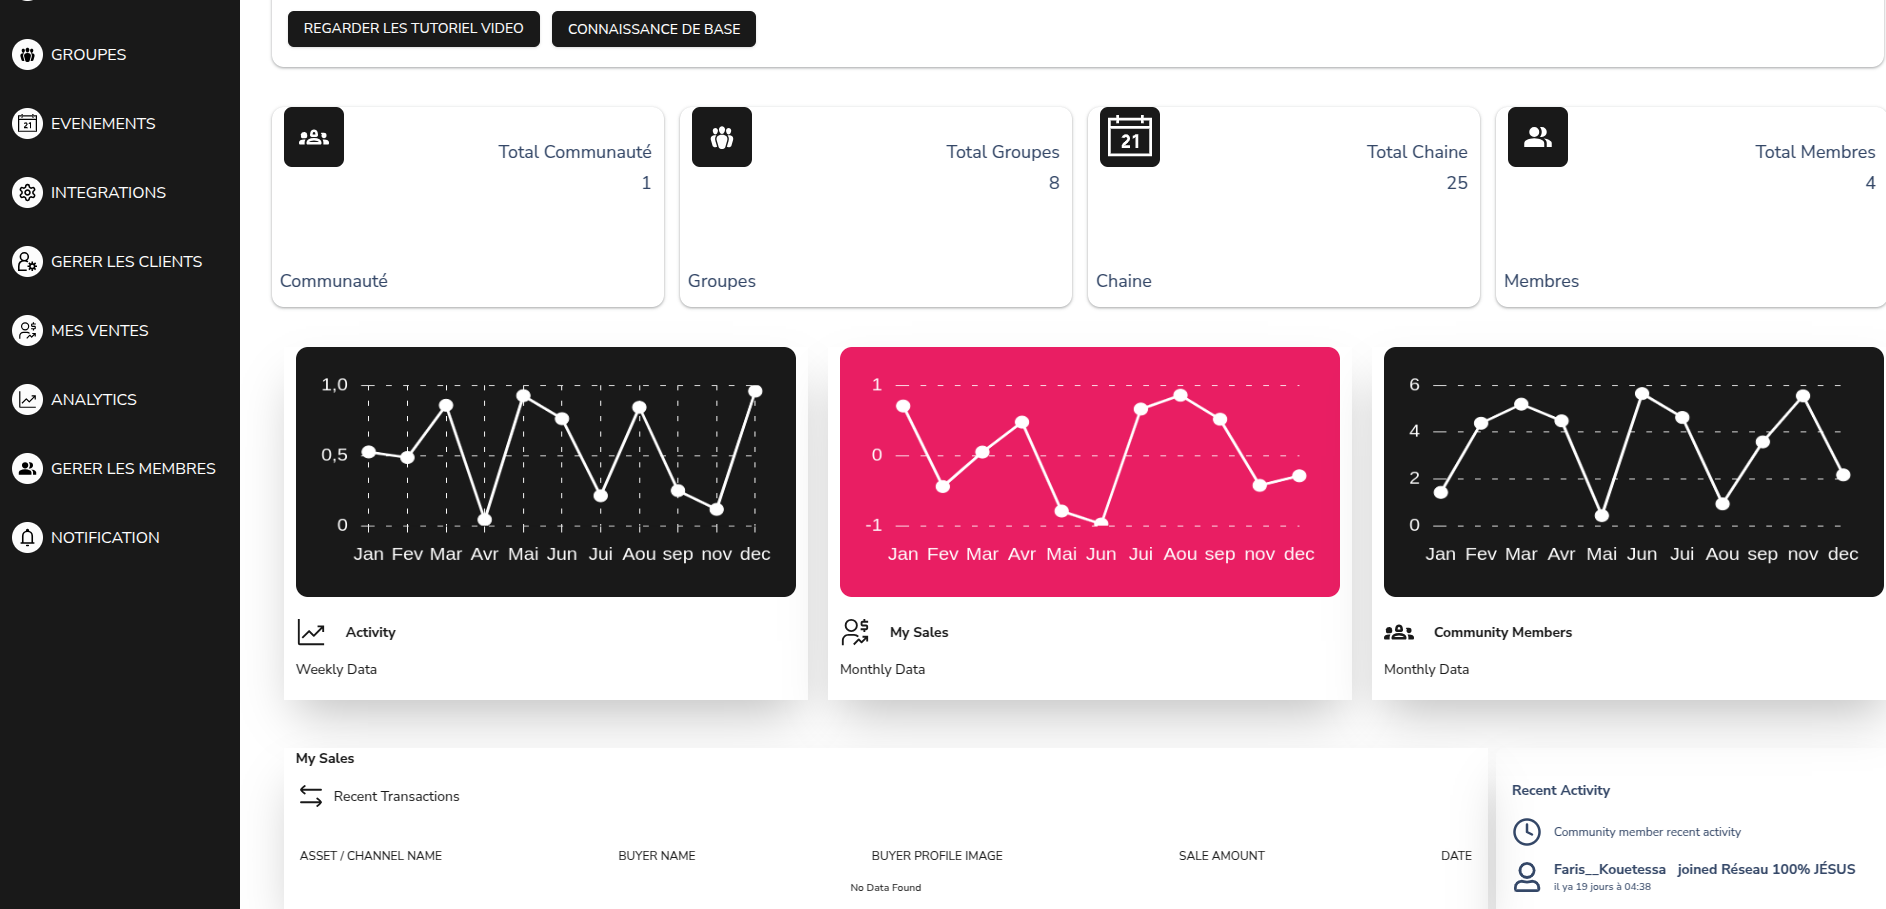 REGARDER LES TUTORIEL VIDEO
CONNAISSANCE DE BASE
GROUPES
EVENEMENTS
INTEGRATIONS
GERER LES CLIENTS
MES VENTES
ANALYTICS
GERER LES MEMBRES
NOTIFICATION
Total Communauté
1
Communauté
Total Groupes
8
Groupes
21
Total Chaine
25
Chaine
Total Membres
4
Membres
1,0
0,5
0
Jan Fev Mar Avr Mai Jun Jui Aou sep nov dec
Activity
Weekly Data
1
0
-1
Jan Fev Mar Avr Mai Jun Jui Aou sep nov dec
My Sales
Monthly Data
6
4
2
0
Jan Fev Mar Avr Mai Jun Jui Aou sep nov dec
Community Members
Monthly Data
My Sales
Recent Transactions
ASSET / CHANNEL NAME BUYER NAME BUYER PROFILE IMAGE SALE AMOUNT DATE
No Data Found
Recent Activity
Community member recent activity
Faris__Kouetessa joined Réseau 100% JÉSUS
il ya 19 jours à 04:38